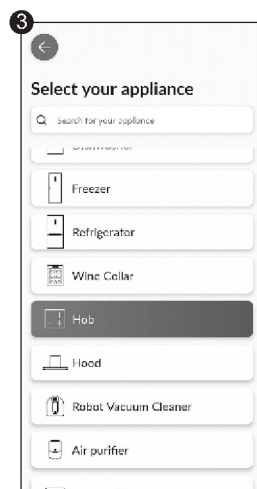 3
Select your appliance
Search for your appliance
Dishwasher
Freezer
Refrigerator
Wine Cellar
Hob
Hood
Robot Vacuum Cleaner
Air purifier